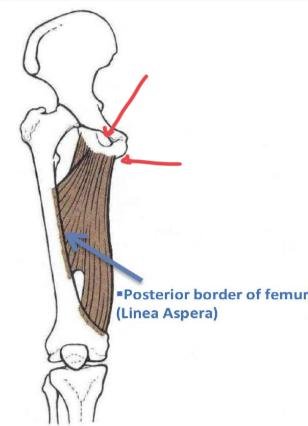 ▪Posterior border of femur
(Linea Aspera)